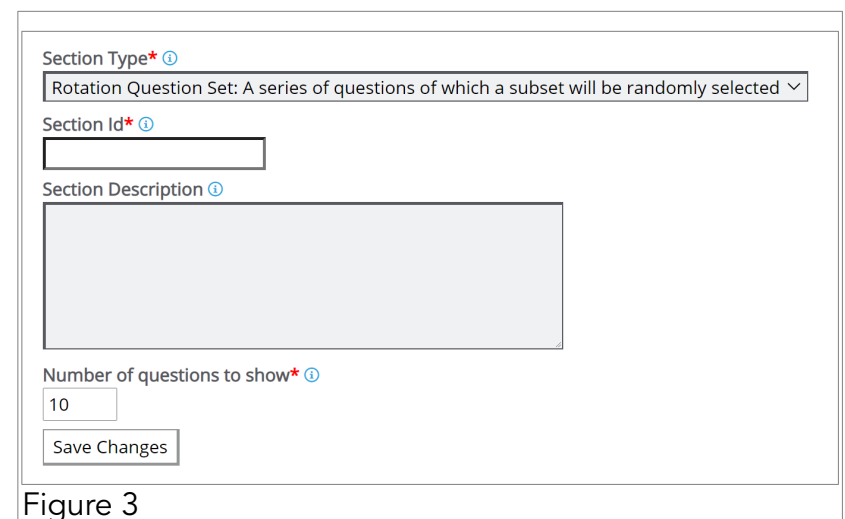 Section Type*
Rotation Question Set: A series of questions of which a subset will be randomly selected
Section Id*
Section Description
Number of questions to show*
10
Save Changes
Figure 3